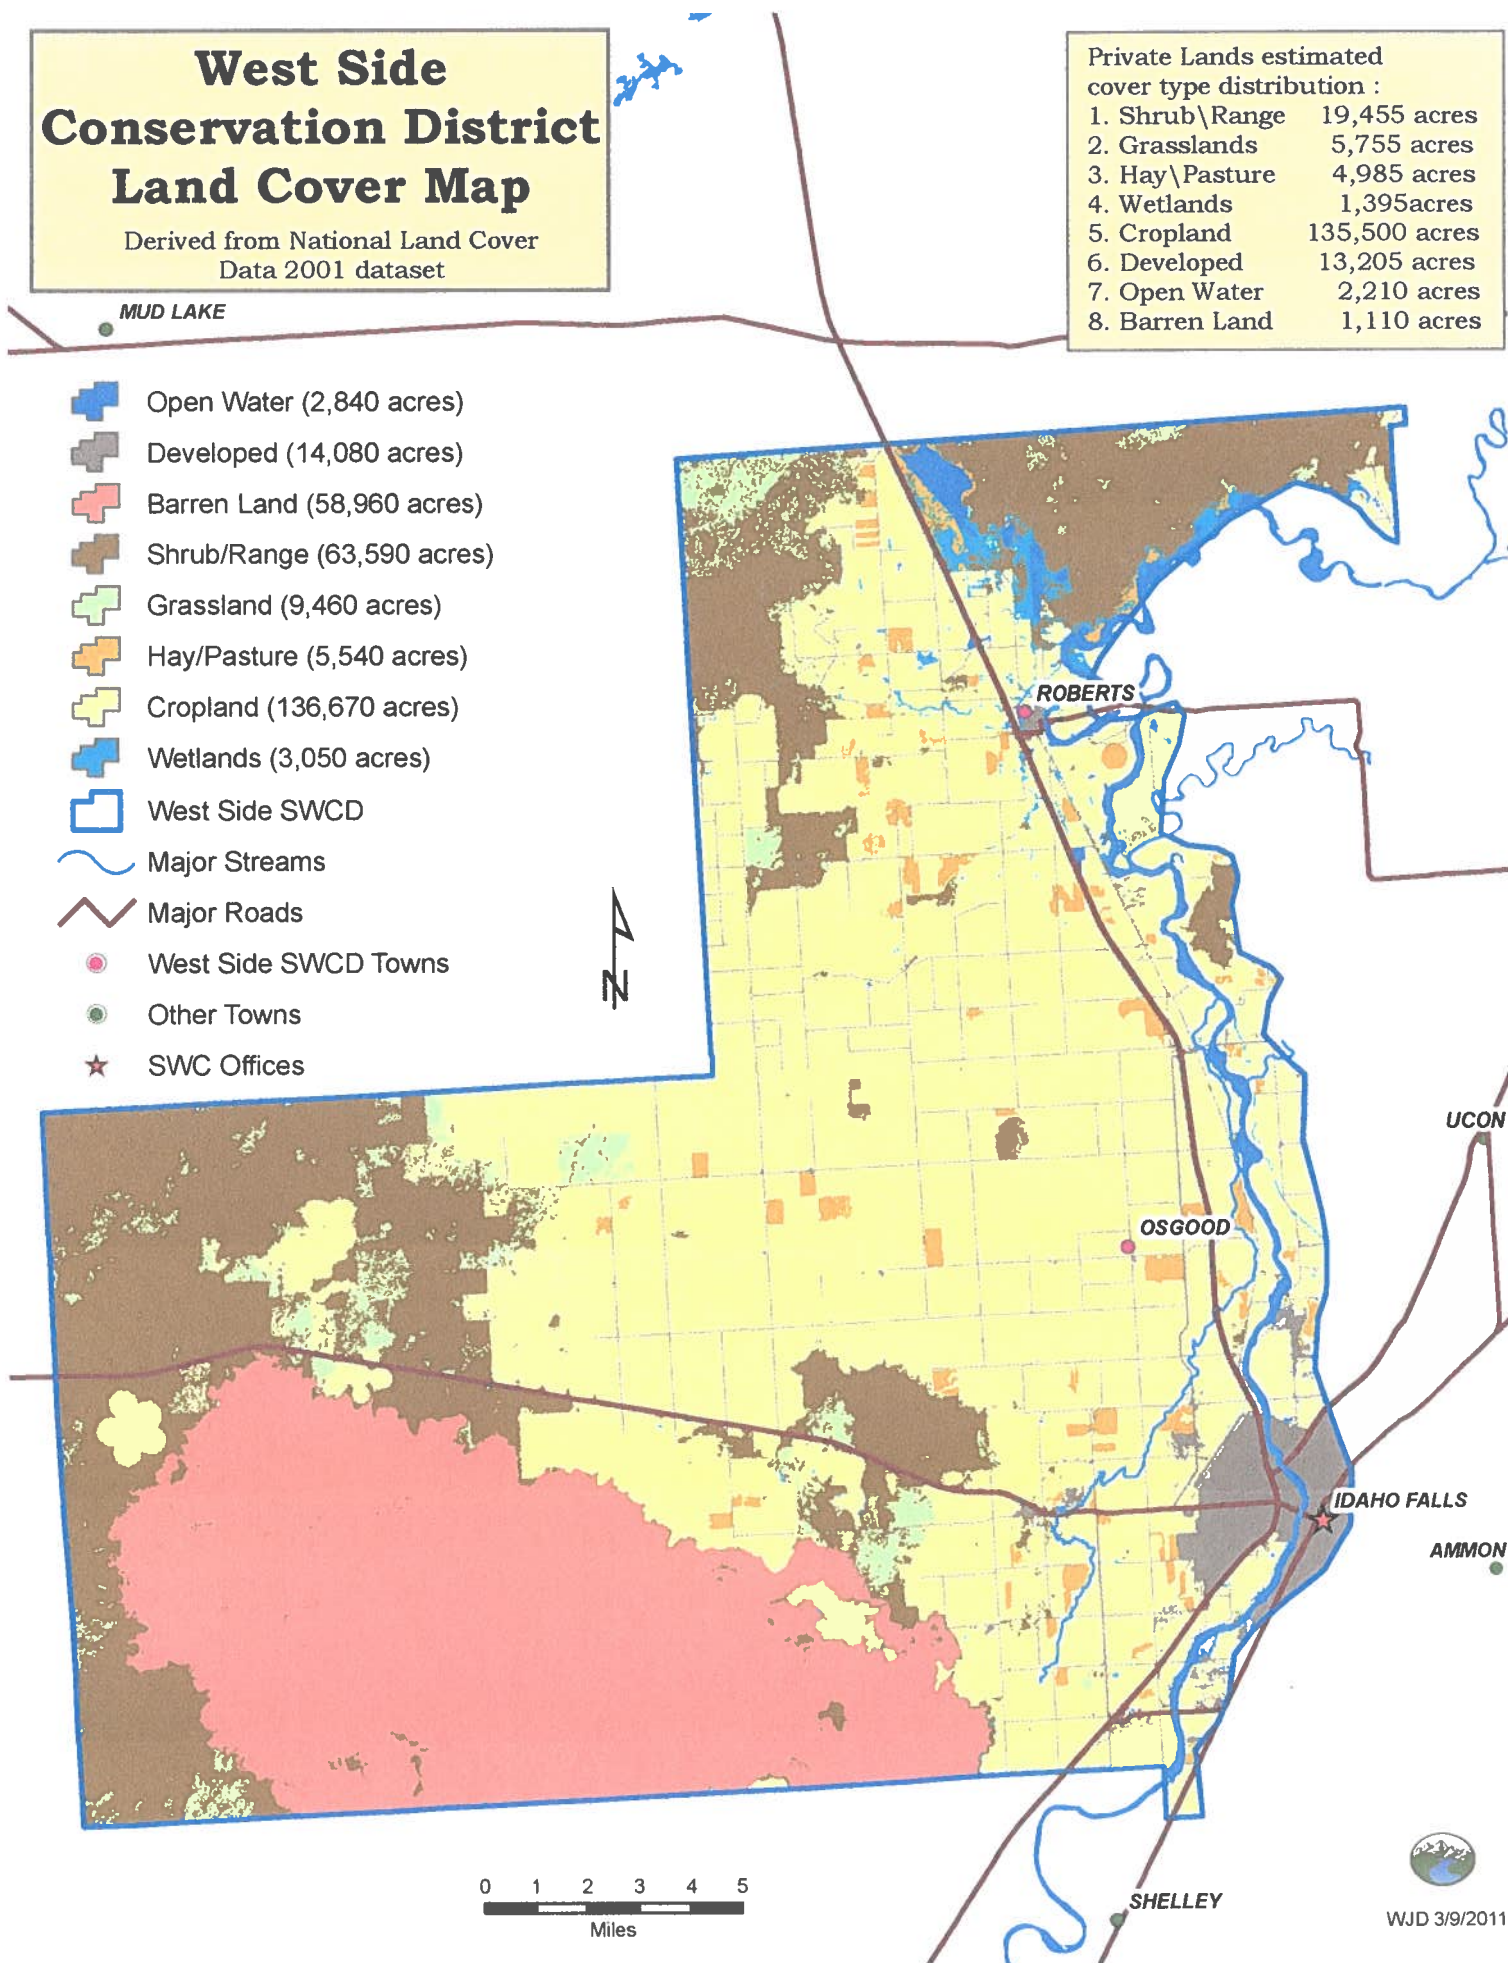 West Side
Conservation District
Land Cover Map
Derived from National Land Cover
Data 2001 dataset
Private Lands estimated
cover type distribution :
1. Shrub\Range 19,455 acres
2. Grasslands 5,755 acres
3. Hay\Pasture 4,985 acres
4. Wetlands 1,395acres
5. Cropland 135,500 acres
6. Developed 13,205 acres
7. Open Water 2,210 acres
8. Barren Land 1,110 acres
MUD LAKE
Open Water (2,840 acres)
Developed (14,080 acres)
Barren Land (58,960 acres)
Shrub/Range (63,590 acres)
Grassland (9,460 acres)
Hay/Pasture (5,540 acres)
Cropland (136,670 acres)
Wetlands (3,050 acres)
West Side SWCD
Major Streams
Major Roads
West Side SWCD Towns
Other Towns
SWC Offices
N
ROBERTS
UCON
OSGOOD
IDAHO FALLS
AMMON
SHELLEY
0 1 2 3 4 5
Miles
WJD 3/9/2011